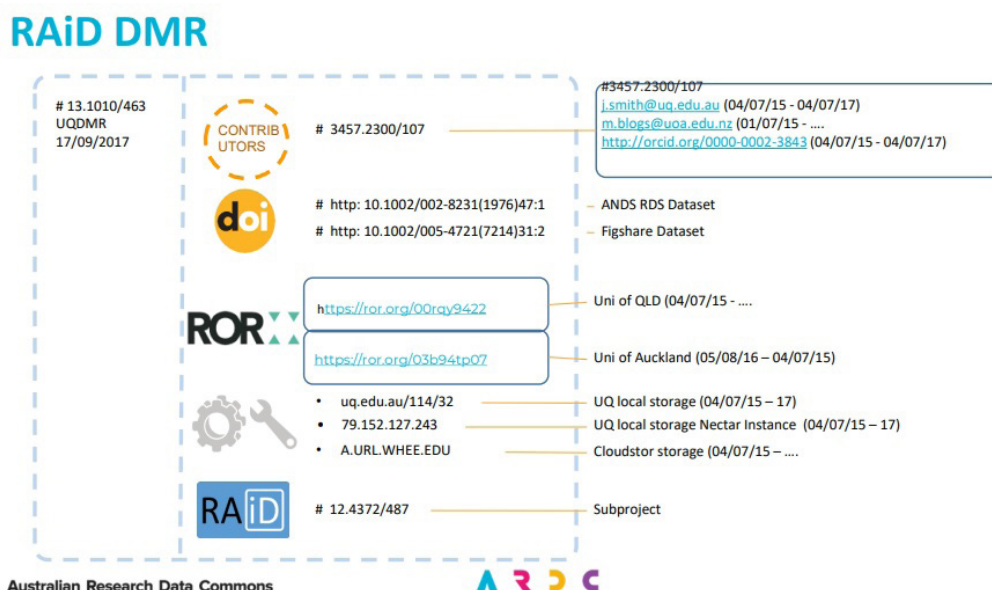 RAiD DMR
# 13.1010/463
UQDMR
17/09/2017
CONTRIB
UTORS
# 3457.2300/107
#3457.2300/107
j.smith@uq.edu.au (04/07/15 - 04/07/17)
m.blogs@uoa.edu.nz (01/07/15 - ....
http://orcid.org/0000-0002-3843 (04/07/15 - 04/07/17)
doi
# http: 10.1002/002-8231(1976)47:1
ANDS RDS Dataset
# http: 10.1002/005-4721(7214)31:2
Figshare Dataset
ROR
https://ror.org/00rqy9422
Uni of QLD (04/07/15 - ....
https://ror.org/03b94tp07
Uni of Auckland (05/08/16 – 04/07/15)
• uq.edu.au/114/32
UQ local storage (04/07/15 – 17)
• 79.152.127.243
UQ local storage Nectar Instance (04/07/15 – 17)
• A.URL.WHEE.EDU
Cloudstor storage (04/07/15 – ....
RAiD
# 12.4372/487
Subproject
Australian Research Data Commons